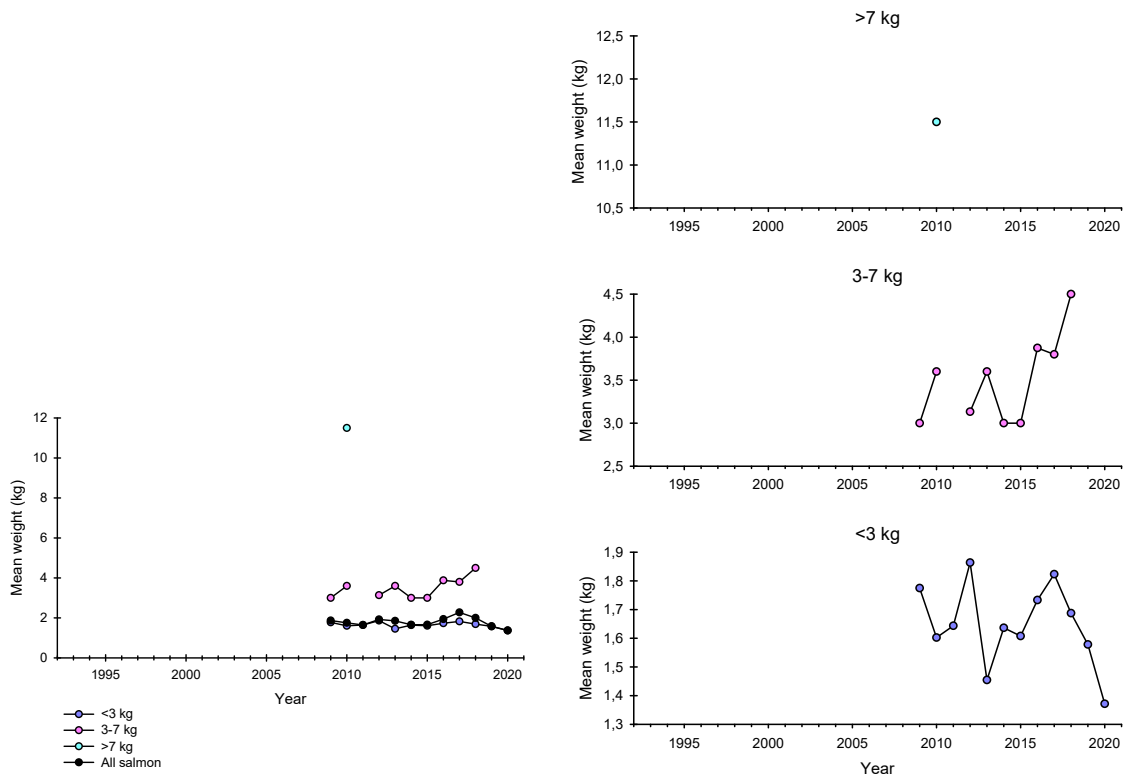 >7 kg
12,5
12,0
11,5
11,0
10,5
Mean weight (kg)
1995 2000 2005 2010 2015 2020
3-7 kg
4,5
4,0
3,5
3,0
2,5
Mean weight (kg)
1995 2000 2005 2010 2015 2020
12
10
8
6
4
2
0
Mean weight (kg)
1995 2000 2005 2010 2015 2020
Year
<3 kg
3-7 kg
>7 kg
All salmon
<3 kg
1,9
1,8
1,7
1,6
1,5
1,4
1,3
Mean weight (kg)
1995 2000 2005 2010 2015 2020
Year